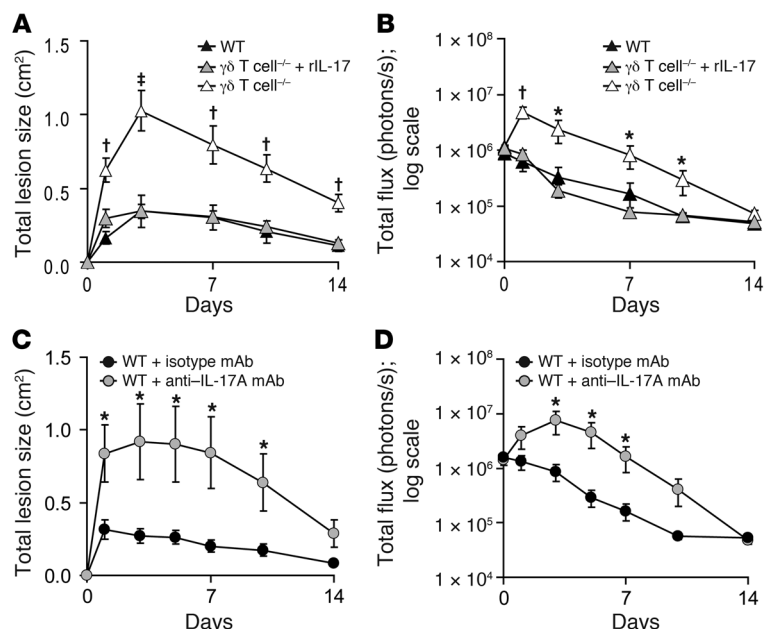 A
Total lesion size (cm²)
1.5
1.0
0.5
0.0
WT
γδ T cell⁻/⁻ + rIL-17
γδ T cell⁻/⁻
†
‡
†
†
†
0
7
14
Days
B
Total flux (photons/s);
log scale
1 × 10⁸
1 × 10⁷
1 × 10⁶
1 × 10⁵
1 × 10⁴
WT
γδ T cell⁻/⁻ + rIL-17
γδ T cell⁻/⁻
†
*
*
*
0
7
14
Days
C
Total lesion size (cm²)
1.5
1.0
0.5
0.0
WT + isotype mAb
WT + anti–IL-17A mAb
*
*
*
*
*
0
7
14
Days
D
Total flux (photons/s);
log scale
1 × 10⁸
1 × 10⁷
1 × 10⁶
1 × 10⁵
1 × 10⁴
WT + isotype mAb
WT + anti–IL-17A mAb
*
*
*
0
7
14
Days